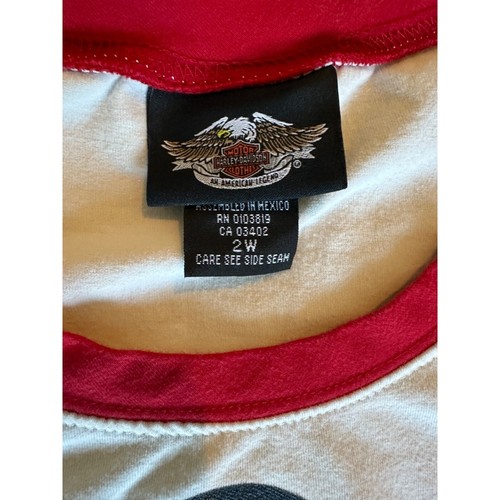 MOTOR
HARLEY-DAVIDSON
CLOTHES
AN AMERICAN LEGEND
ASSEMBLED IN MEXICO
RN 0103819
CA 03402
2W
CARE SEE SIDE SEAM